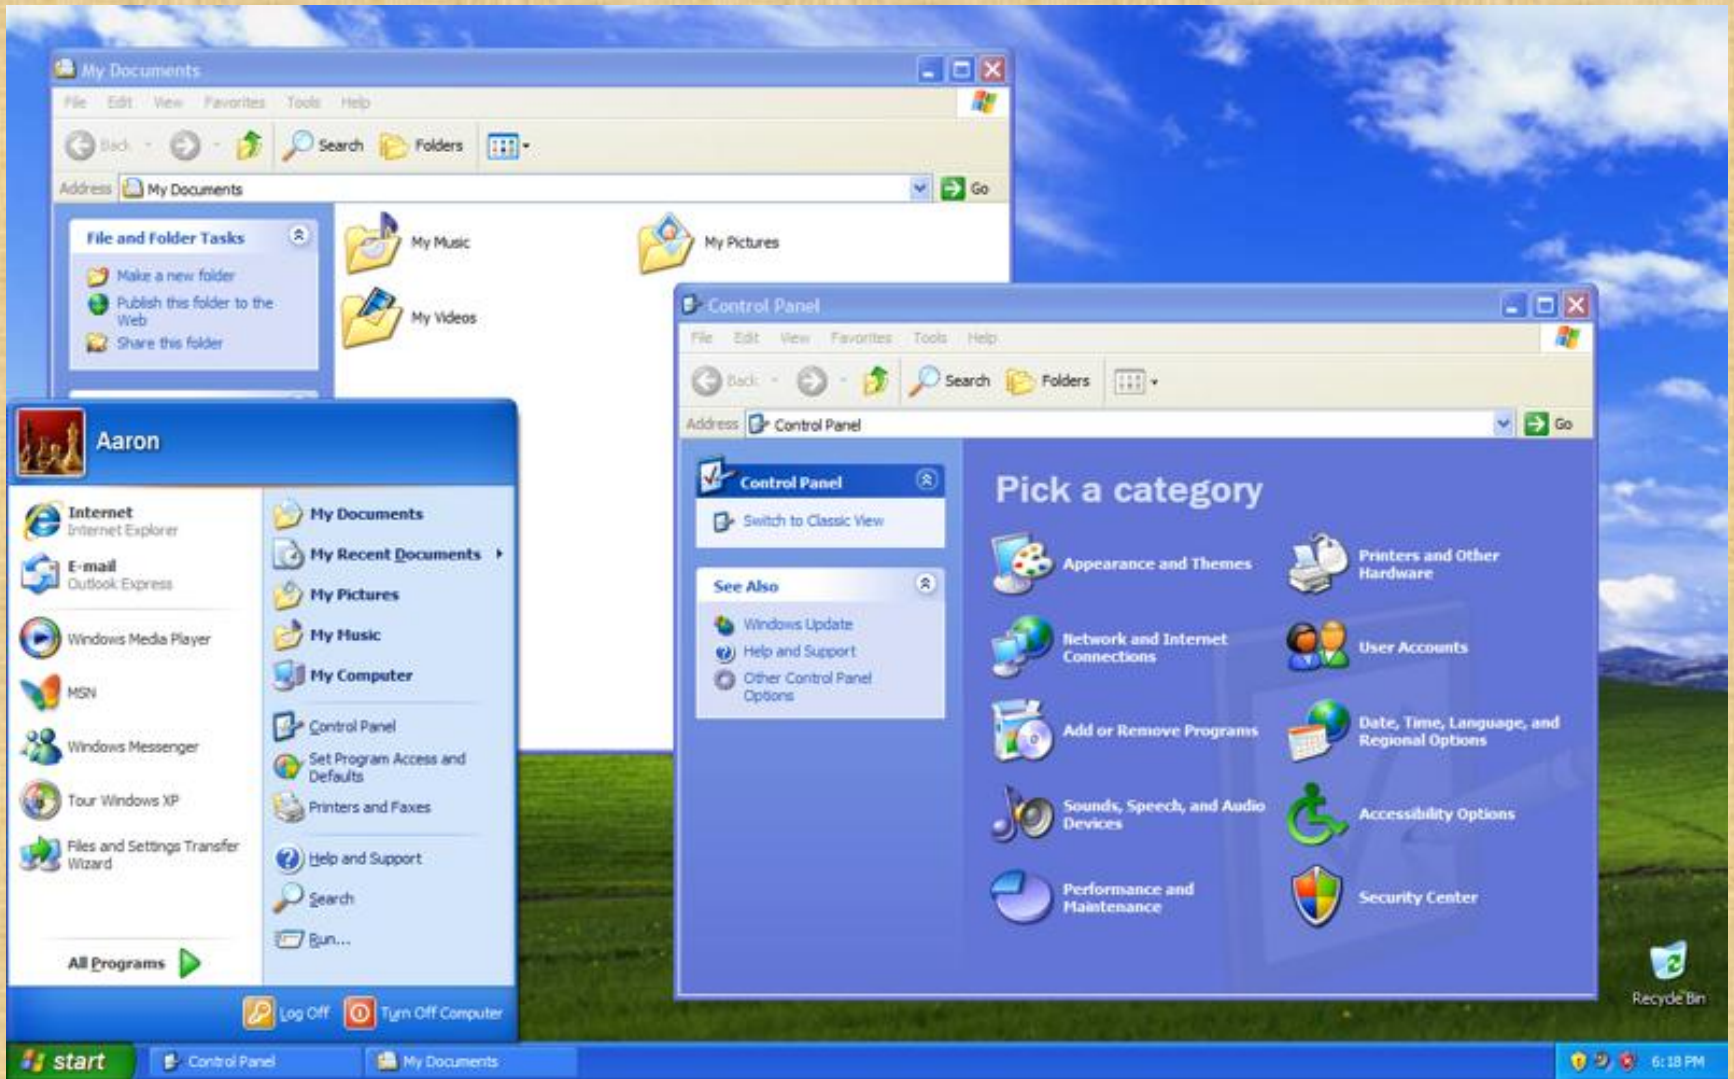 My Documents
File Edit View Favorites Tools Help
Back Search Folders
Address My Documents Go
File and Folder Tasks
Make a new folder
Publish this folder to the
Web
Share this folder
My Music
My Pictures
My Videos
Control Panel
File Edit View Favorites Tools Help
Back Search Folders
Address Control Panel Go
Control Panel
Switch to Classic View
See Also
Windows Update
Help and Support
Other Control Panel
Options
Pick a category
Appearance and Themes
Printers and Other
Hardware
Network and Internet
Connections
User Accounts
Add or Remove Programs
Date, Time, Language, and
Regional Options
Sounds, Speech, and Audio
Devices
Accessibility Options
Performance and
Maintenance
Security Center
Aaron
Internet
Internet Explorer
E-mail
Outlook Express
Windows Media Player
MSN
Windows Messenger
Tour Windows XP
Files and Settings Transfer
Wizard
All Programs
My Documents
My Recent Documents
My Pictures
My Music
My Computer
Control Panel
Set Program Access and
Defaults
Printers and Faxes
Help and Support
Search
Run...
Log Off Turn Off Computer
Recycle Bin
start Control Panel My Documents 6:18 PM